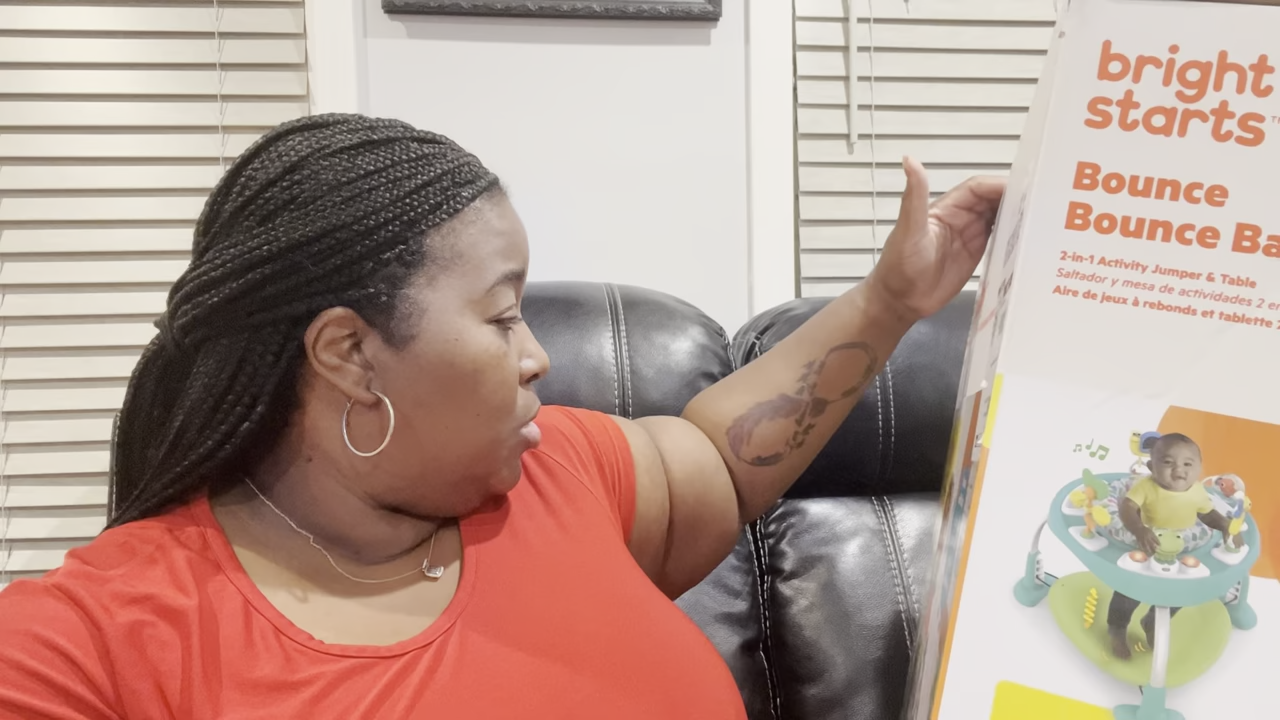 bright
starts
Bounce
Bounce Ba
2-in-1 Activity Jumper & Table
Saltador y mesa de actividades 2 e
Aire de jeux à rebonds et tablette